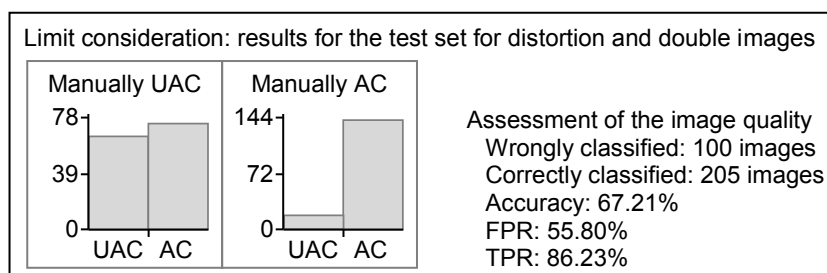 Limit consideration: results for the test set for distortion and double images
Manually UAC
78
39
0
UAC AC
Manually AC
144
72
0
UAC AC
Assessment of the image quality
Wrongly classified: 100 images
Correctly classified: 205 images
Accuracy: 67.21%
FPR: 55.80%
TPR: 86.23%